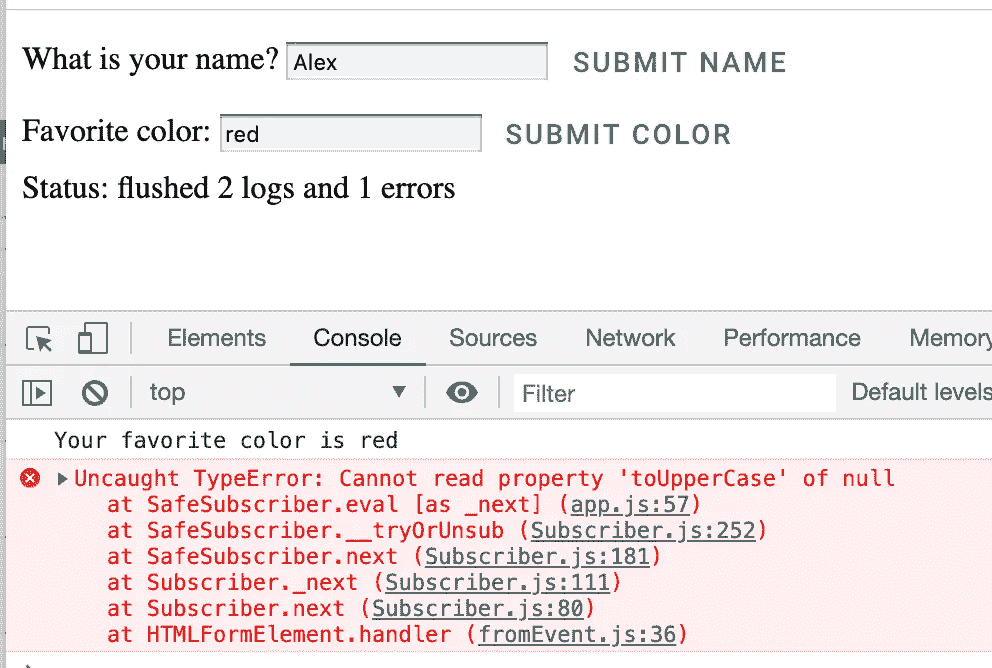 What is your name? Alex SUBMIT NAME
Favorite color: red SUBMIT COLOR
Status: flushed 2 logs and 1 errors
Elements Console Sources Network Performance Memory
top Filter Default levels
Your favorite color is red
Uncaught TypeError: Cannot read property 'toUpperCase' of null
at SafeSubscriber.eval [as _next] (app.js:57)
at SafeSubscriber.__tryOrUnsub (Subscriber.js:252)
at SafeSubscriber.next (Subscriber.js:181)
at Subscriber._next (Subscriber.js:111)
at Subscriber.next (Subscriber.js:80)
at HTMLFormElement.handler (fromEvent.js:36)